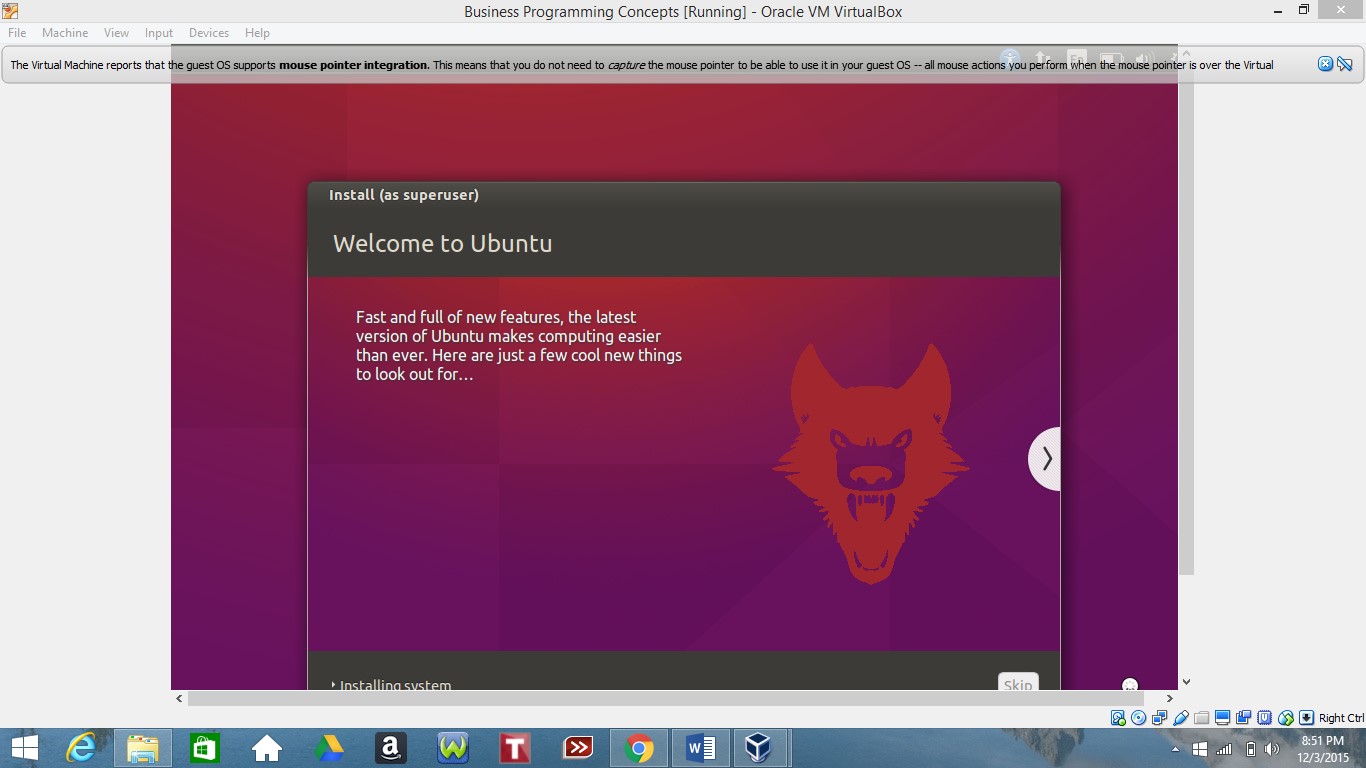 Business Programming Concepts [Running] - Oracle VM VirtualBox
File Machine View Input Devices Help
The Virtual Machine reports that the guest OS supports mouse pointer integration. This means that you do not need to capture the mouse pointer to be able to use it in your guest OS -- all mouse actions you perform when the mouse pointer is over the Virtual
Install (as superuser)
Welcome to Ubuntu
Fast and full of new features, the latest
version of Ubuntu makes computing easier
than ever. Here are just a few cool new things
to look out for…
Installing system
Skip
Right Ctrl
8:51 PM
12/3/2015